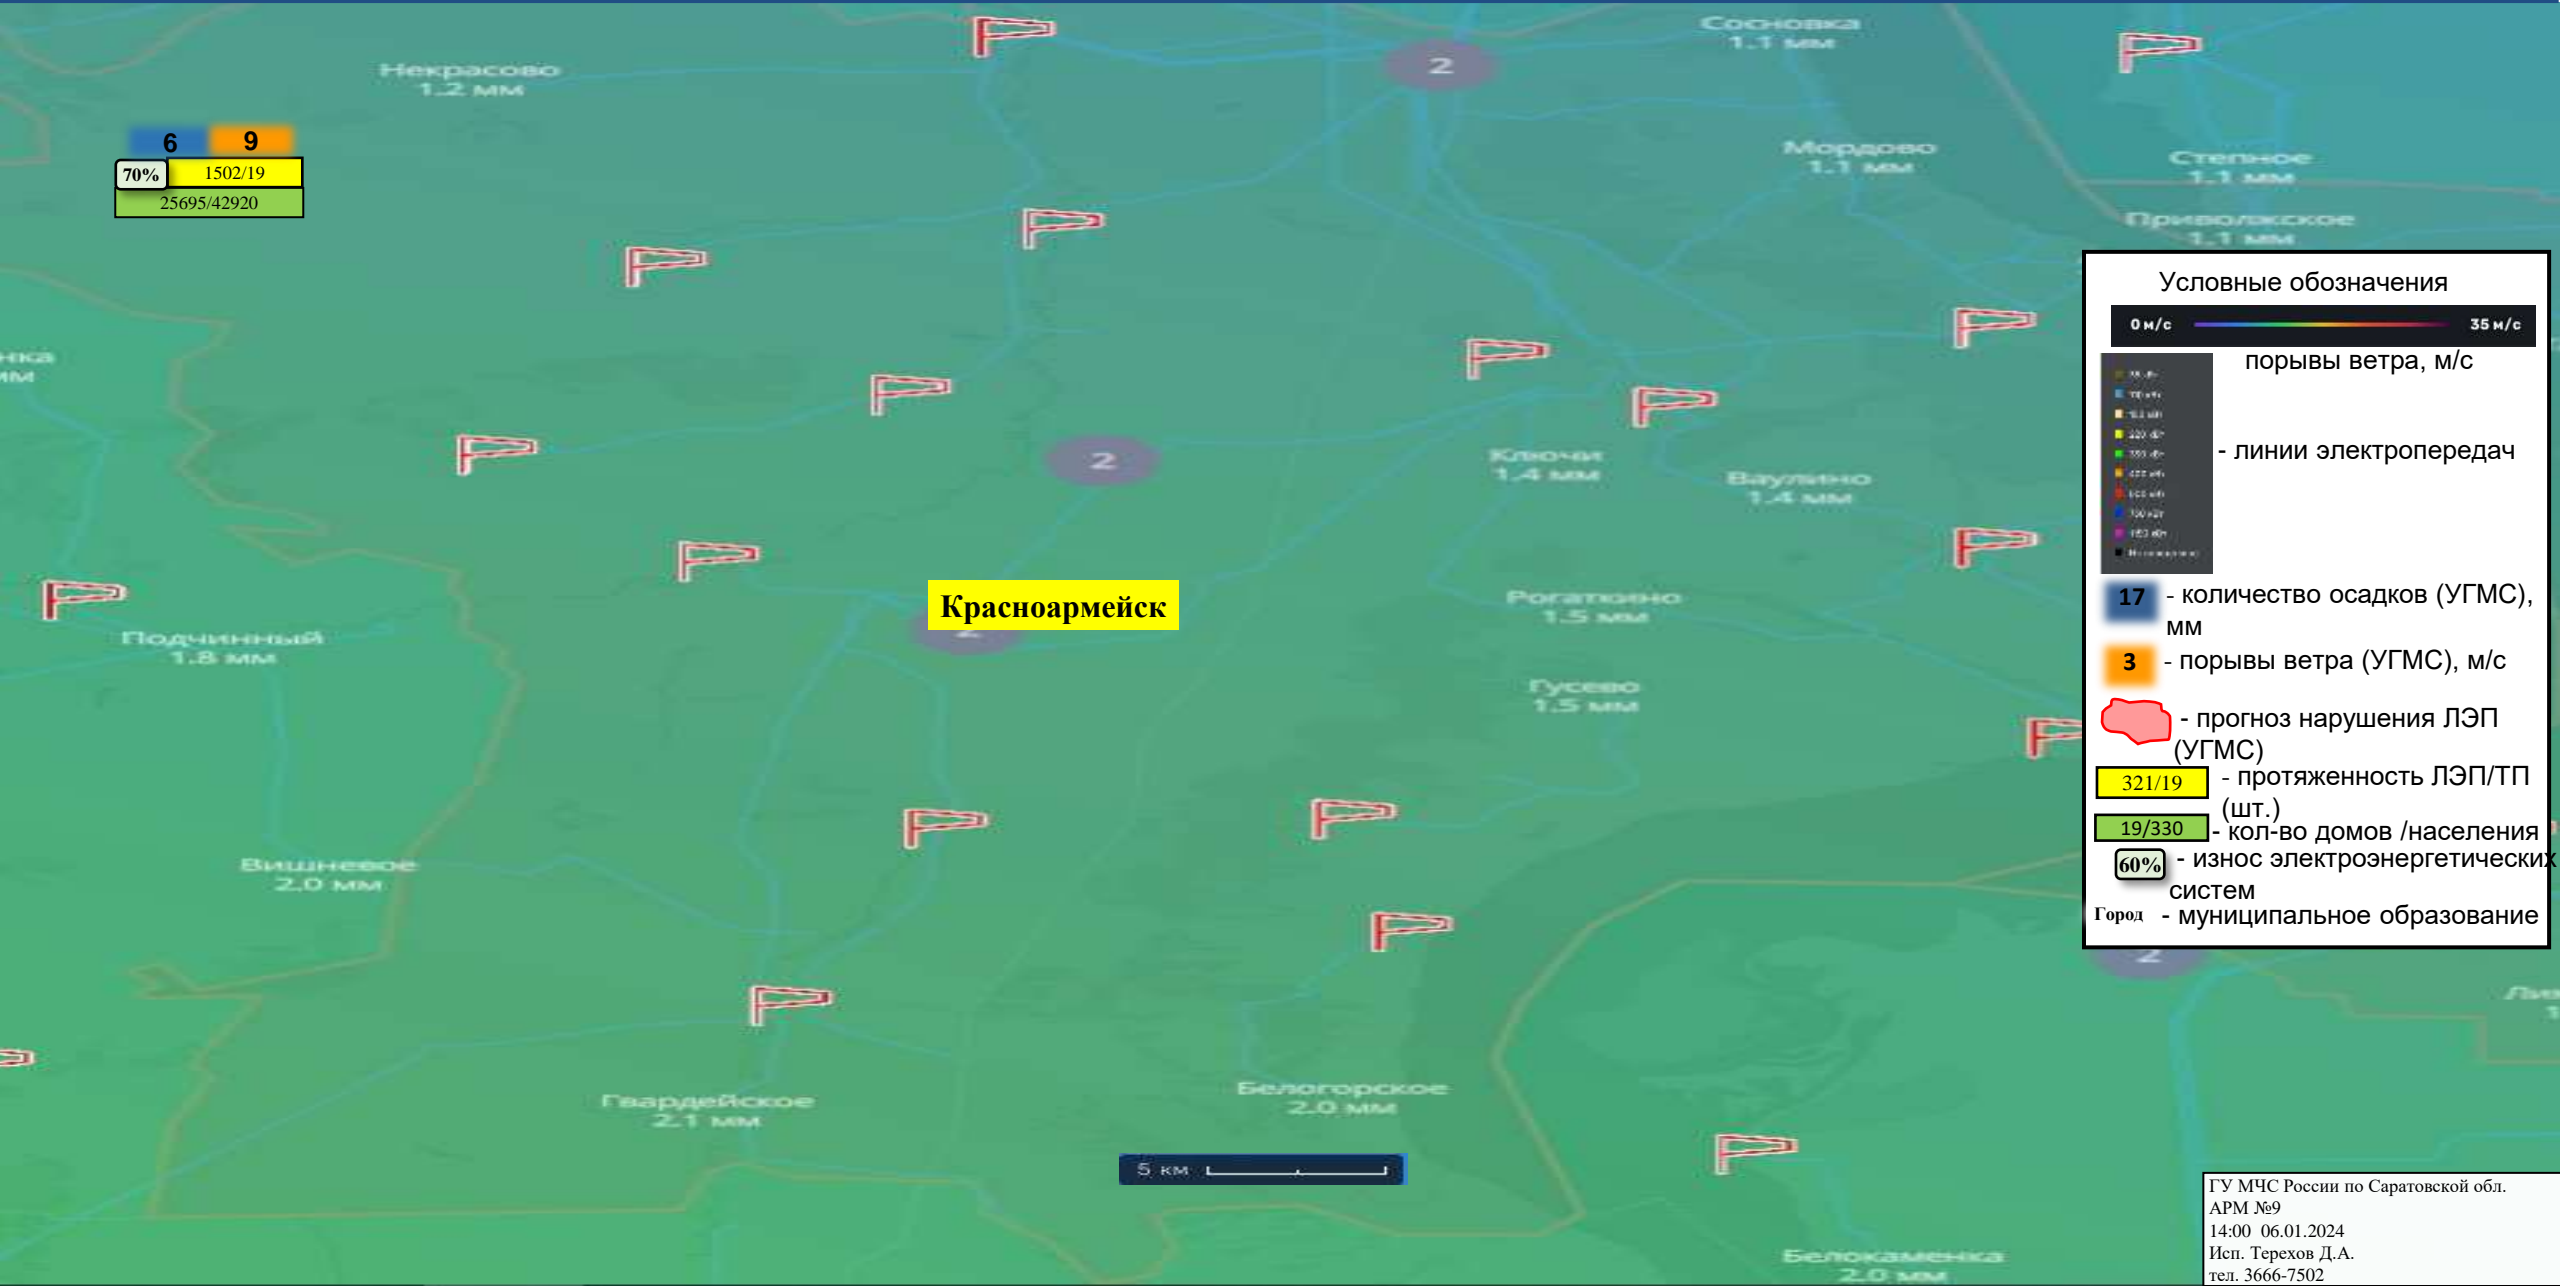 Сосновка
1.1 мм
Некрасово
1.2 мм
2
6 9
70% 1502/19
25695/42920
Мордово
1.1 мм
Степное
1.1 мм
Приволжское
1.1 мм
Условные обозначения
0 м/с 35 м/с
порывы ветра, м/с
- линии электропередач
17 - количество осадков (УГМС),
мм
3 - порывы ветра (УГМС), м/с
- прогноз нарушения ЛЭП
(УГМС)
321/19 - протяженность ЛЭП/ТП
(шт.)
19/330 - кол-во домов /населения
60% - износ электроэнергетических
систем
Город - муниципальное образование
нка
мм
2
Ключи
1.4 мм
Ваулино
1.4 мм
Красноармейск
2
Рогаткино
1.5 мм
Подчинный
1.8 мм
Гусево
1.5 мм
Вишневое
2.0 мм
2
Гвардейское
2.1 мм
Белогорское
2.0 мм
5 км
Белокаменка
2.0 мм
ГУ МЧС России по Саратовской обл.
АРМ №9
14:00 06.01.2024
Исп. Терехов Д.А.
тел. 3666-7502